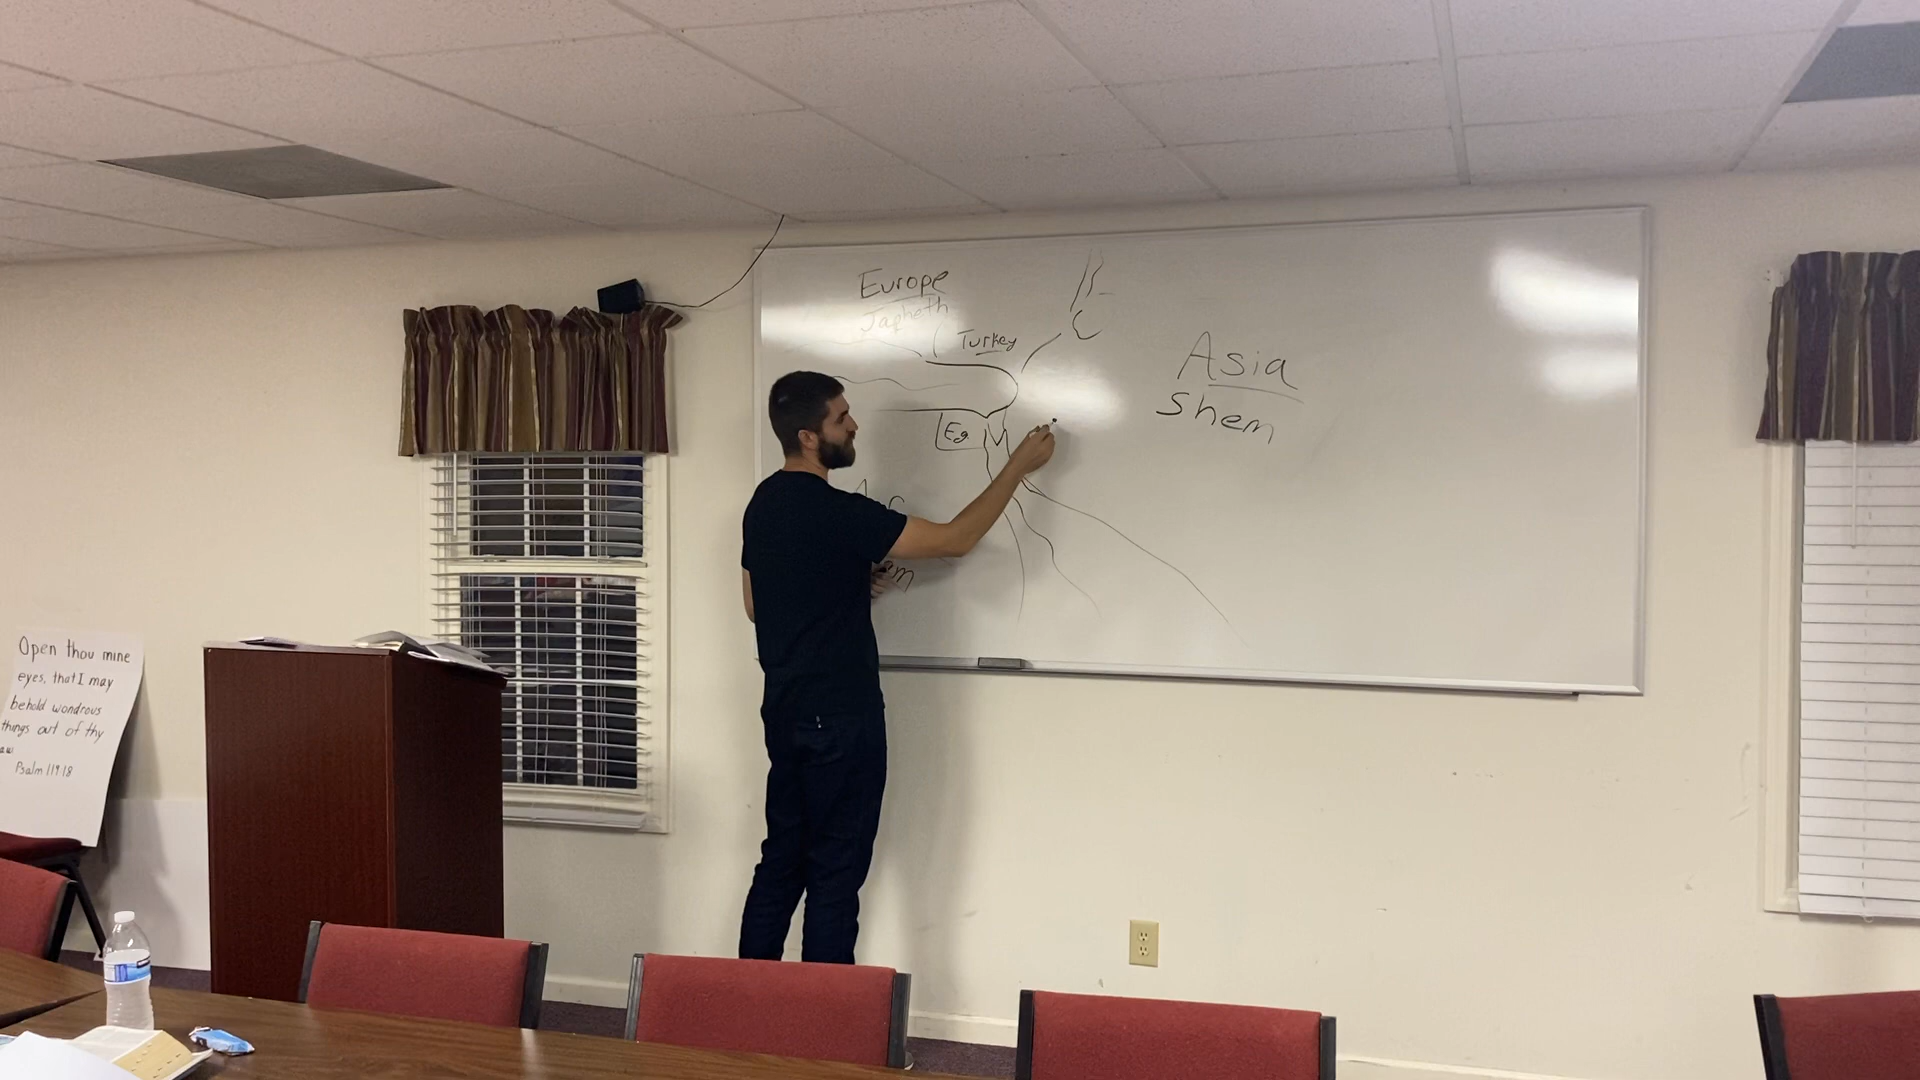 Europe
Japheth
Turkey
Asia
Shem
Eg.
Open thou mine
eyes, that I may
behold wondrous
things out of thy
aw
Psalm 119:18